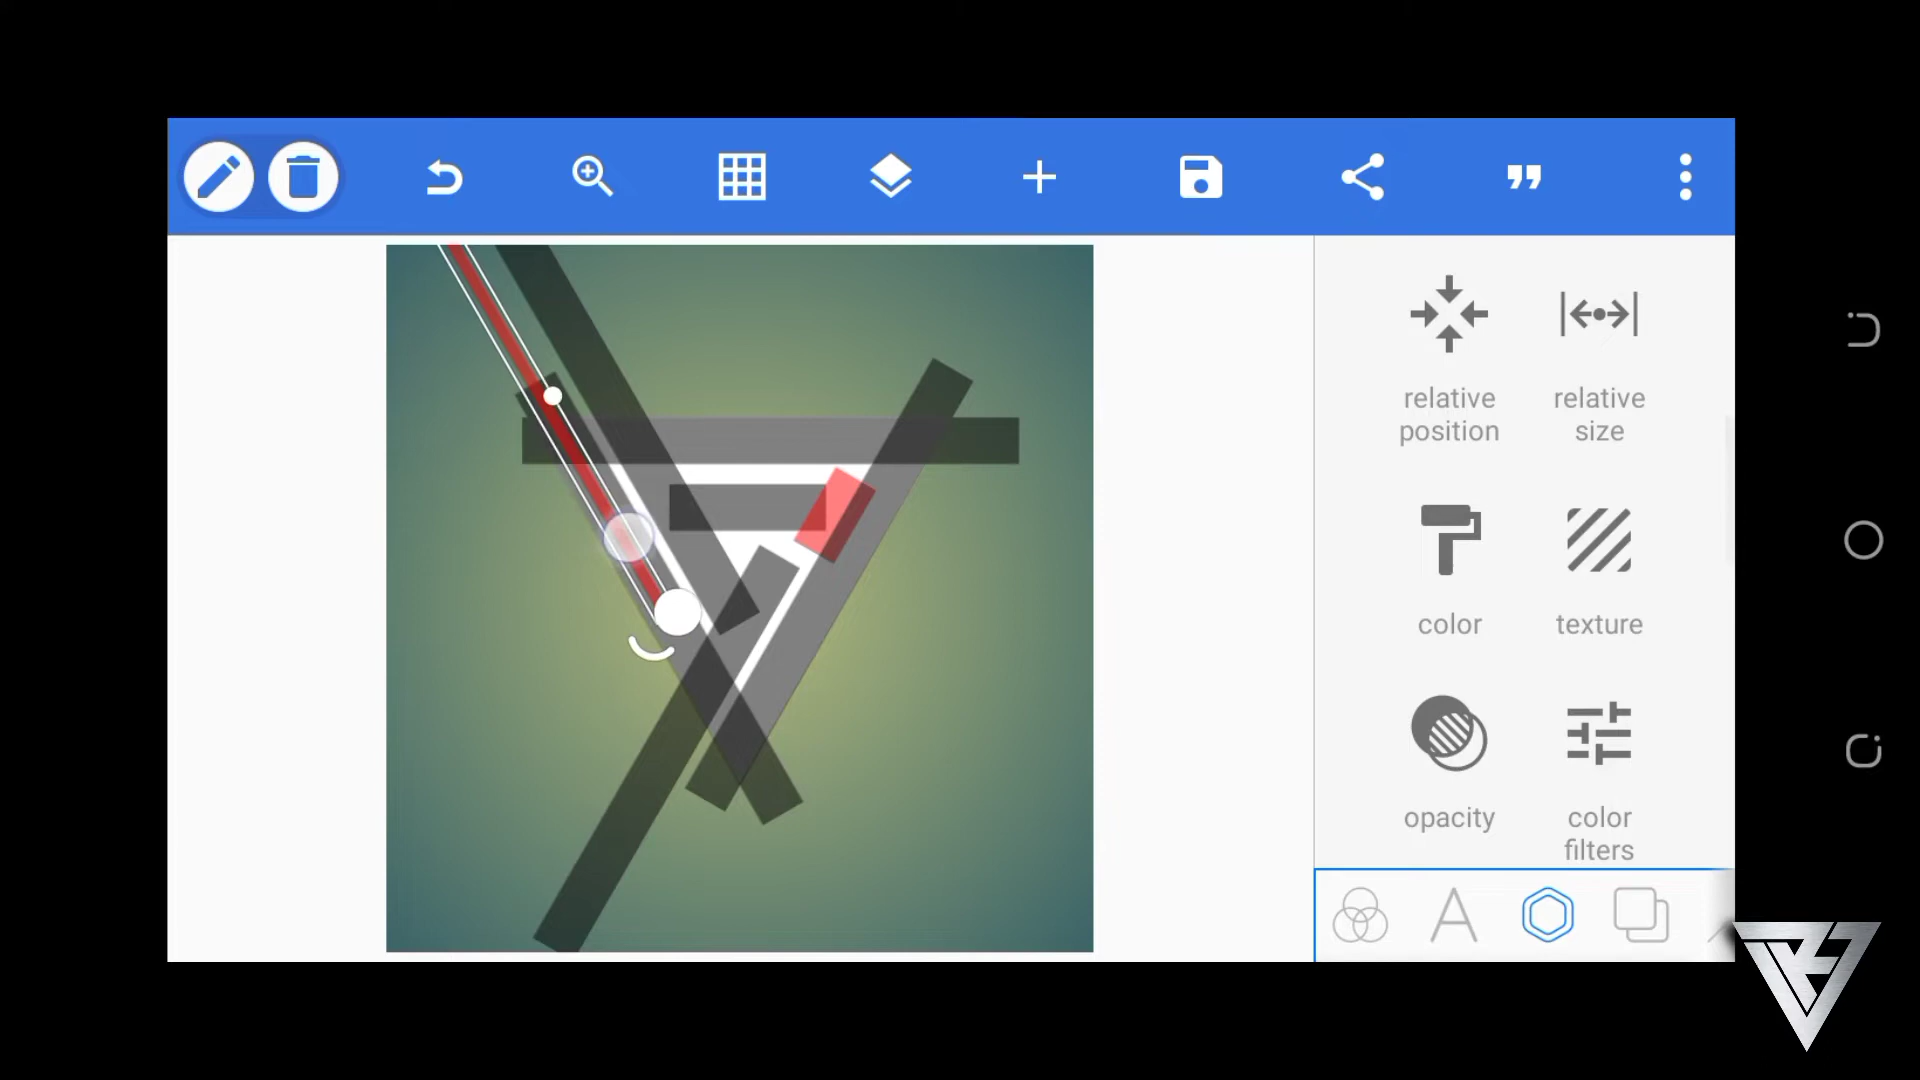 relative
position
relative
size
color
texture
opacity
color
filters